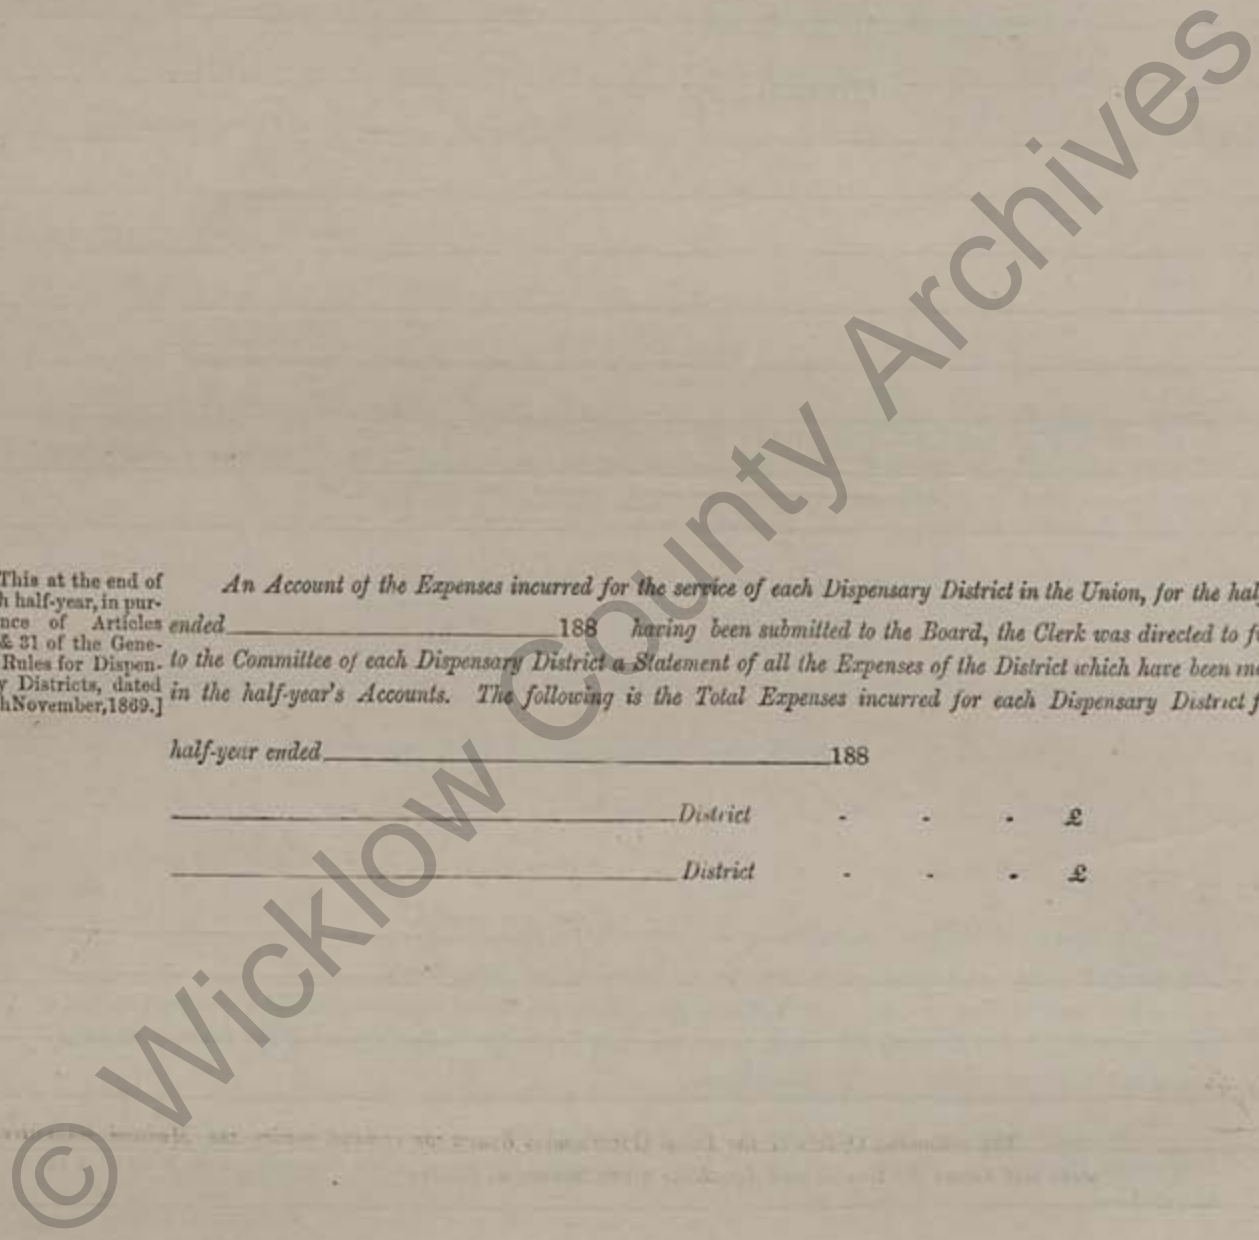 This at the end of
h half-year, in pur-
nce of Articles
& 31 of the Gene-
Rules for Dispen-
y Districts, dated
hNovember,1869.]
An Account of the Expenses incurred for the service of each Dispensary District in the Union, for the hal
ended 188 having been submitted to the Board, the Clerk was directed to fu
to the Committee of each Dispensary District a Statement of all the Expenses of the District which have been
in the half-year's Accounts. The following is the Total Expenses incurred for each Dispensary District f
half-year ended 188
District - - - £
District - - - £
© Wicklow County Archives